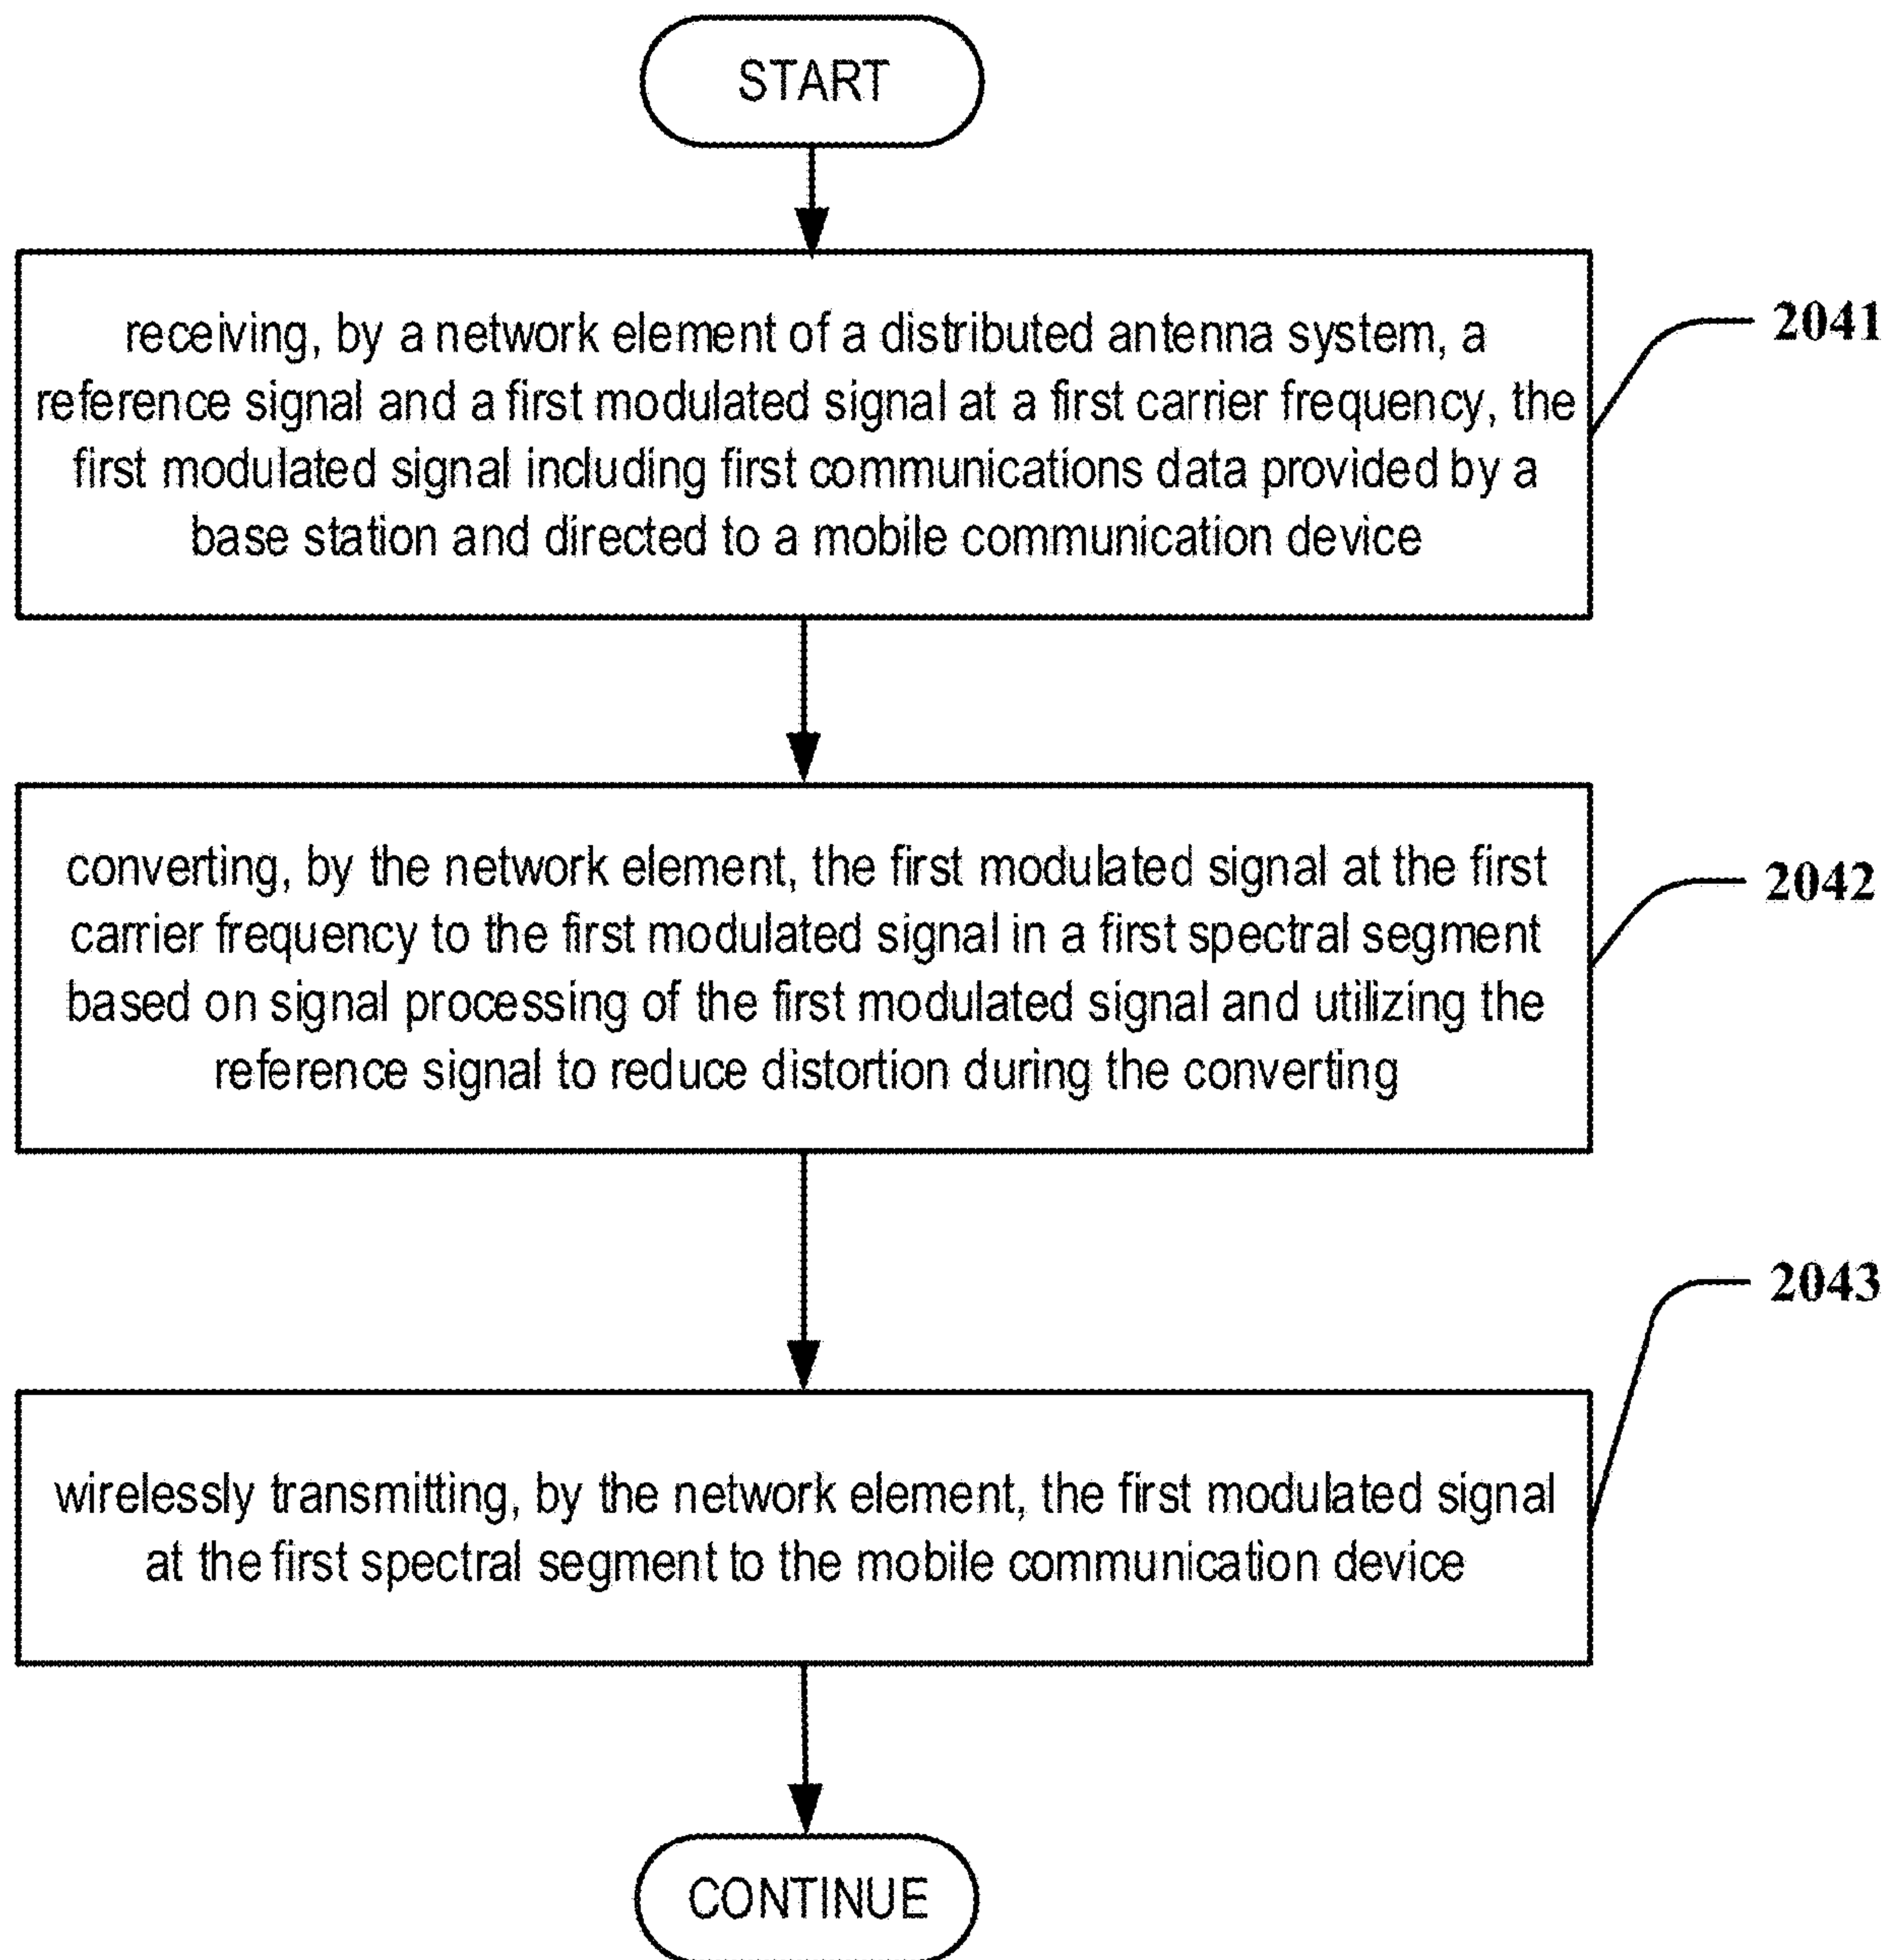 START
receiving, by a network element of a distributed antenna system, a
reference signal and a first modulated signal at a first carrier frequency, the
first modulated signal including first communications data provided by a
base station and directed to a mobile communication device
2041
converting, by the network element, the first modulated signal at the first
carrier frequency to the first modulated signal in a first spectral segment
based on signal processing of the first modulated signal and utilizing the
reference signal to reduce distortion during the converting
2042
wirelessly transmitting, by the network element, the first modulated signal
at the first spectral segment to the mobile communication device
2043
CONTINUE